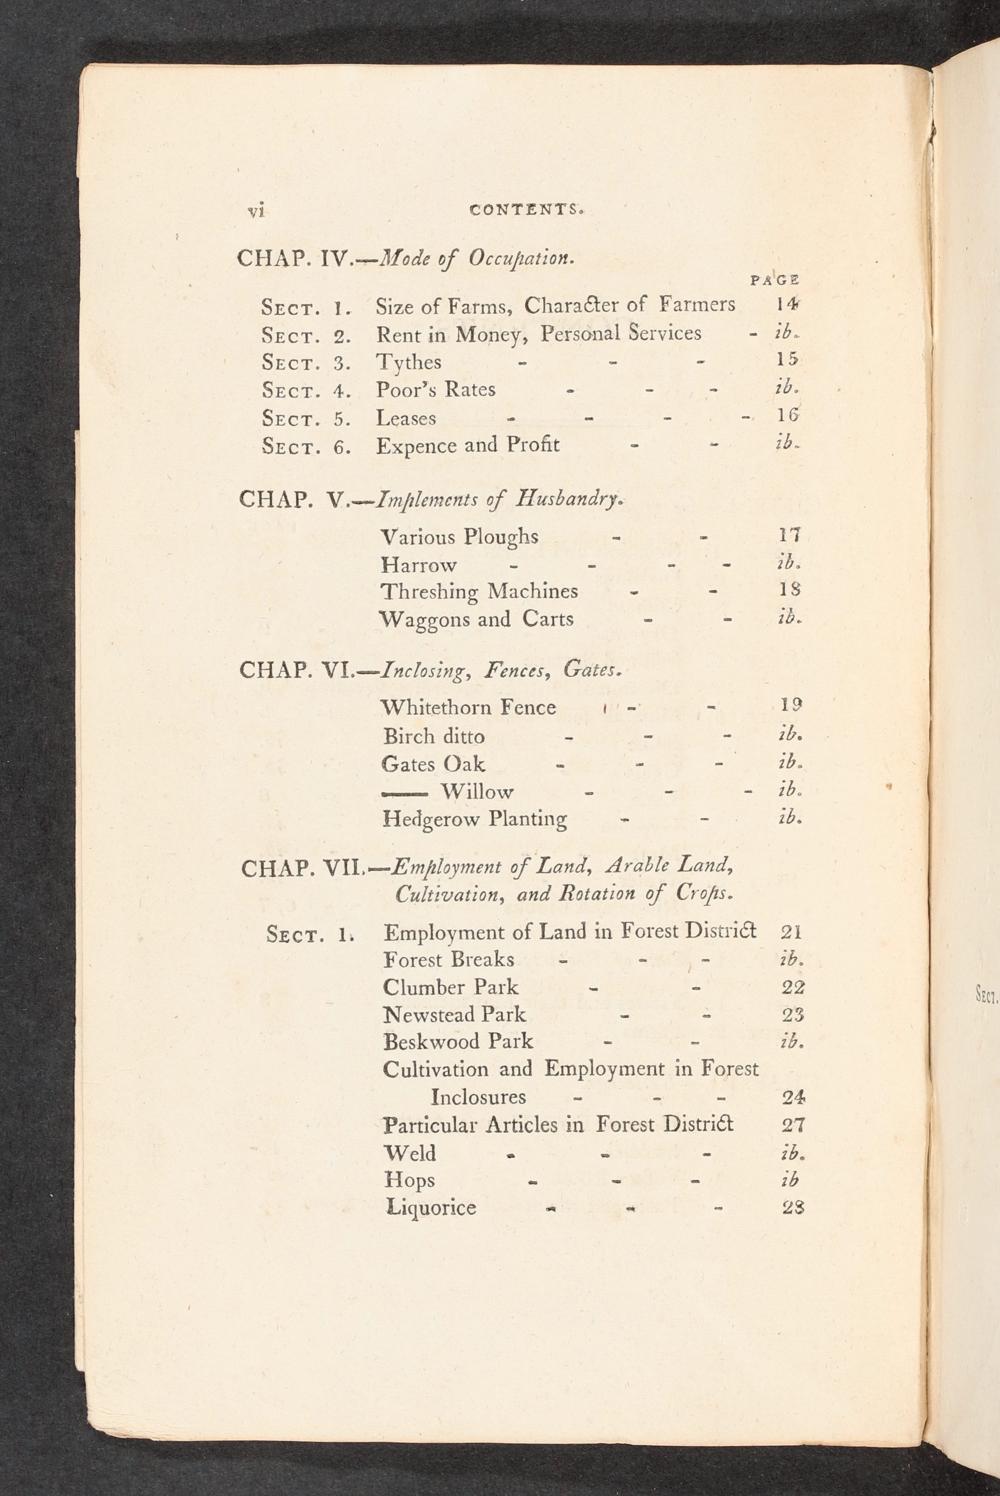 vi CONTENTS.
CHAP. IV.—Mode of Occupation.
PAGE
SECT. 1. Size of Farms, Character of Farmers 14
SECT. 2. Rent in Money, Personal Services - ib.
SECT. 3. Tythes - - - 15
SECT. 4. Poor's Rates - - - ib.
SECT. 5. Leases - - - - 16
SECT. 6. Expence and Profit - - ib.
CHAP. V.—Implements of Husbandry.
Various Ploughs - - 17
Harrow - - - - ib.
Threshing Machines - - 18
Waggons and Carts - - ib.
CHAP. VI.—Inclosing, Fences, Gates.
Whitethorn Fence - - 19
Birch ditto - - - ib.
Gates Oak - - - ib.
—— Willow - - - ib.
Hedgerow Planting - - ib.
CHAP. VII.—Employment of Land, Arable Land,
Cultivation, and Rotation of Crops.
SECT. 1. Employment of Land in Forest District 21
Forest Breaks - - - ib.
Clumber Park - - 22
Newstead Park - - 23
Beskwood Park - - ib.
Cultivation and Employment in Forest
Inclosures - - - 24
Particular Articles in Forest District 27
Weld - - - ib.
Hops - - - ib
Liquorice - - - 28
SECT.